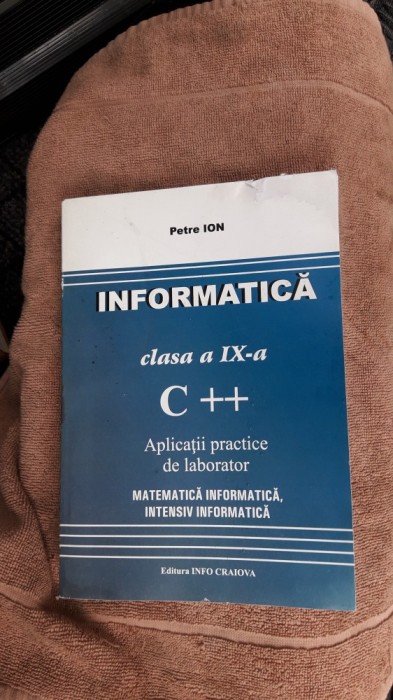 Petre ION
INFORMATICĂ
clasa a IX-a
C ++
Aplicații practice
de laborator
MATEMATICĂ INFORMATICĂ,
INTENSIV INFORMATICĂ
Editura INFO CRAIOVA